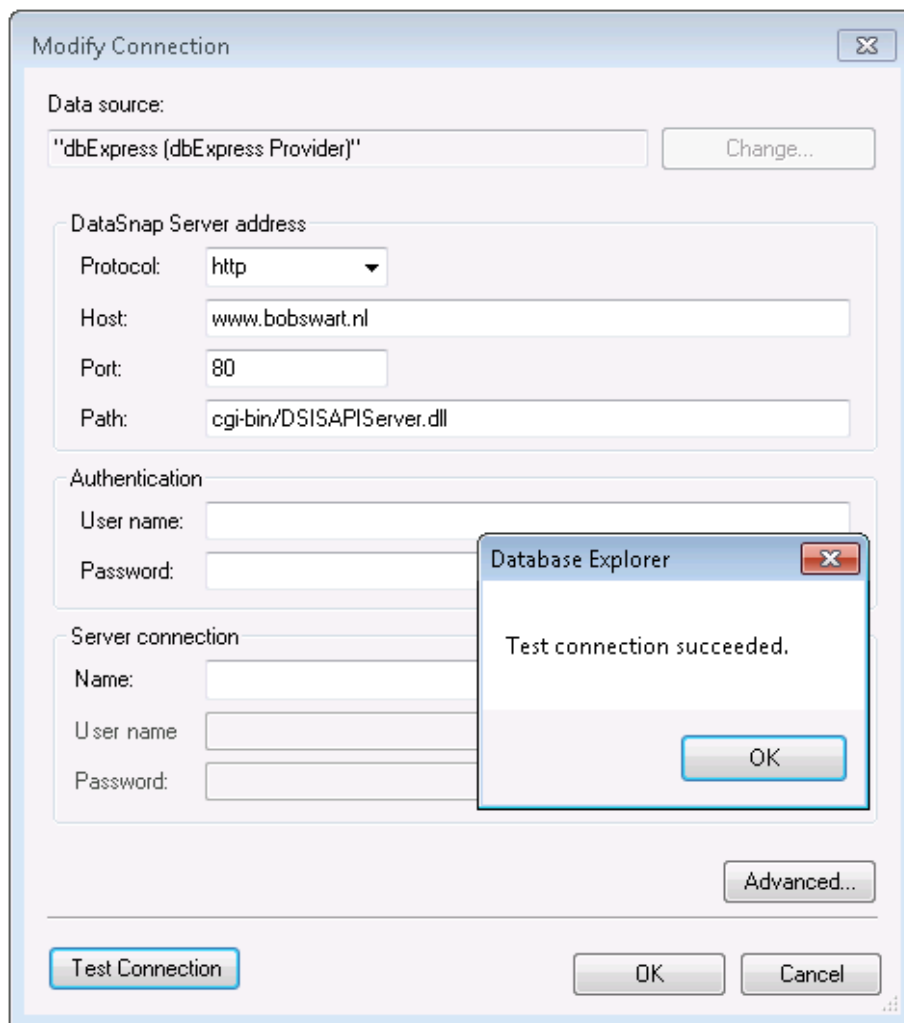 Modify Connection
Data source:
"dbExpress (dbExpress Provider)" Change...
DataSnap Server address
Protocol: http
Host: www.bobswart.nl
Port: 80
Path: cgi-bin/DSISAPIServer.dll
Authentication
User name:
Password:
Server connection
Name:
User name
Password:
Database Explorer
Test connection succeeded.
OK
Advanced...
Test Connection OK Cancel